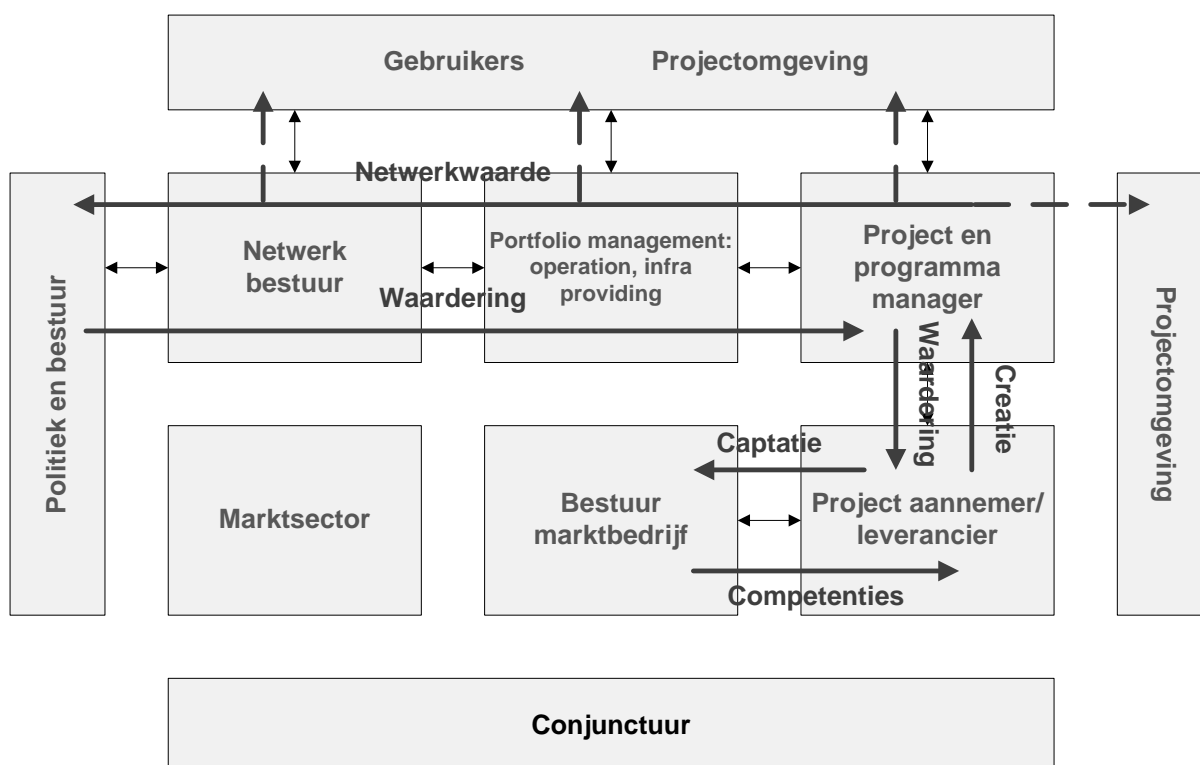 Gebruikers
Projectomgeving
Netwerkwaarde
Politiek en bestuur
Netwerk
bestuur
Portfolio management:
operation, infra
providing
Project en
programma
manager
Projectomgeving
Waardering
Waardering
Creatie
Captatie
Marktsector
Bestuur
marktbedrijf
Project aannemer/
leverancier
Competenties
Conjunctuur